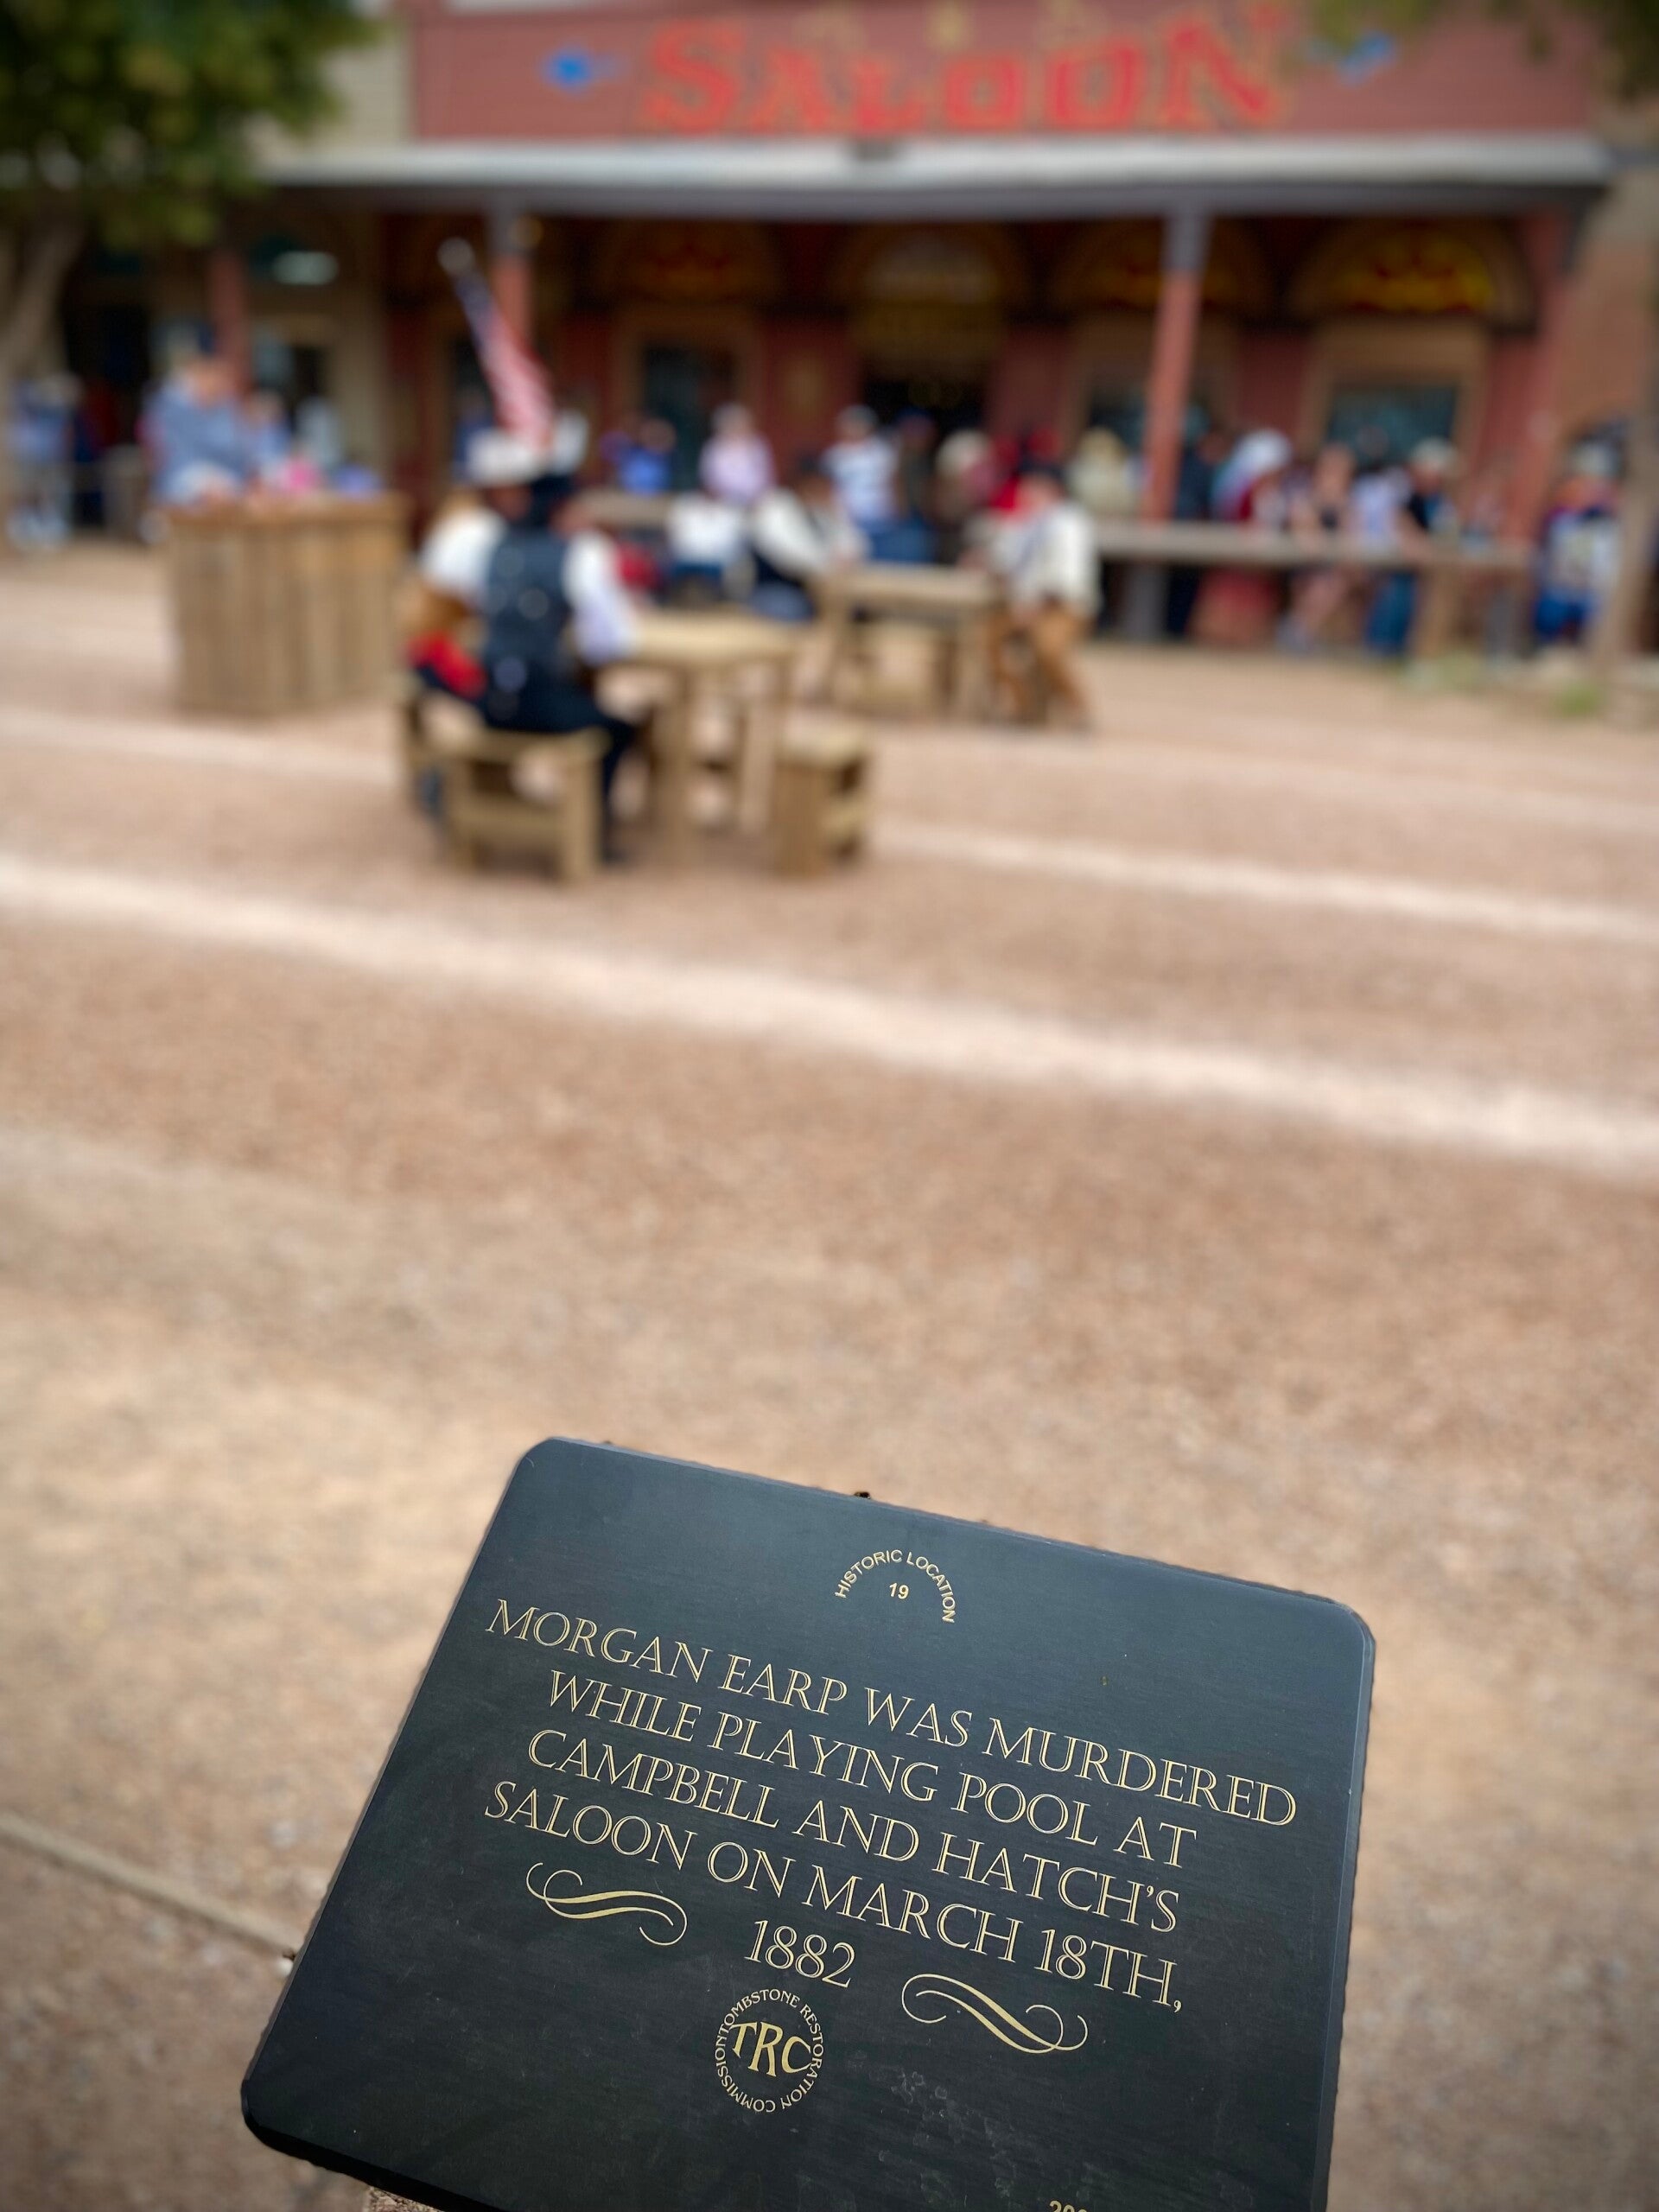 SALOON
HISTORIC LOCATION
19
MORGAN EARP WAS MURDERED
WHILE PLAYING POOL AT
CAMPBELL AND HATCH'S
SALOON ON MARCH 18TH,
1882
TOMBSTONE RESTORATION COMMISSION
TRC